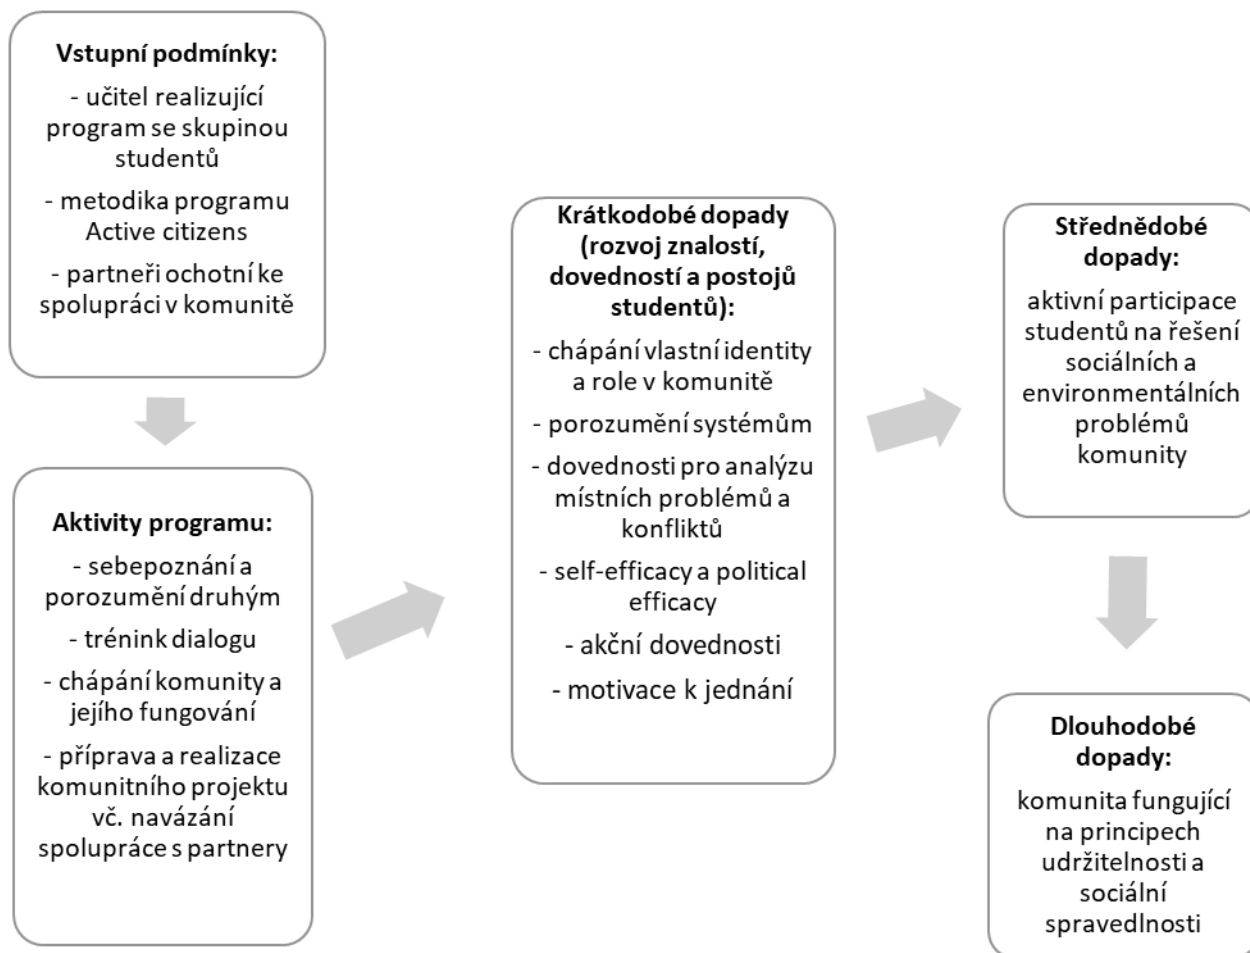 Vstupní podmínky:
- učitel realizující
program se skupinou
studentů
- metodika programu
Active citizens
- partneři ochotní ke
spolupráci v komunitě
Aktivity programu:
- sebepoznání a
porozumění druhým
- trénink dialogu
- chápání komunity a
jejího fungování
- příprava a realizace
komunitního projektu
vč. navázání
spolupráce s partnery
Krátkodobé dopady
(rozvoj znalostí,
dovedností a postojů
studentů):
- chápání vlastní identity
a role v komunitě
- porozumění systémům
- dovednosti pro analýzu
místních problémů a
konfliktů
- self-efficacy a political
efficacy
- akční dovednosti
- motivace k jednání
Střednědobé
dopady:
aktivní participace
studentů na řešení
sociálních a
environmentálních
problémů
komunity
Dlouhodobé
dopady:
komunita fungující
na principech
udržitelnosti a
sociální
spravedlnosti